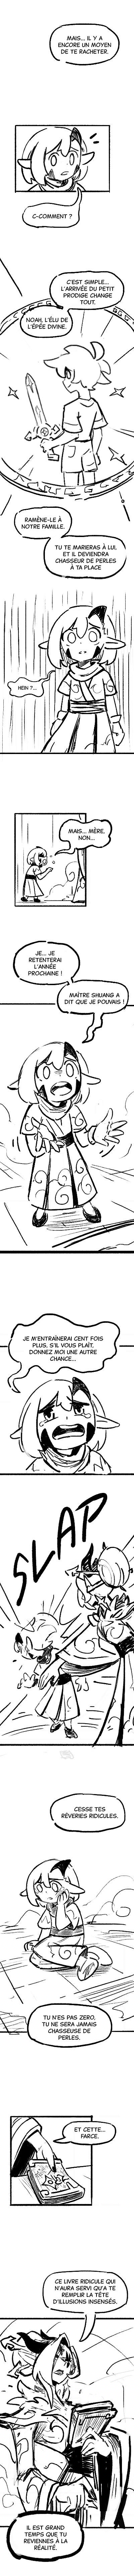 MAIS... IL Y A
ENCORE UN MOYEN
DE TE RACHETER.
C-COMMENT ?
C'EST SIMPLE...
L'ARRIVÉE DU PETIT
PRODIGE CHANGE
TOUT.
NOAH, L'ÉLU DE
L'ÉPÉE DIVINE.
RAMÈNE-LE À
NOTRE FAMILLE.
TU TE MARIERAS À LUI,
ET IL DEVIENDRA
CHASSEUR DE PERLES
À TA PLACE
HEIN ?...
MAIS... MÈRE,
NON...
JE... JE
RETENTERAI
L'ANNÉE
PROCHAINE !
MAÎTRE SHUANG A
DIT QUE JE POUVAIS !
JE M'ENTRAÎNERAI CENT FOIS
PLUS, S'IL VOUS PLAÎT,
DONNEZ MOI UNE AUTRE
CHANCE...
SLAP
CESSE TES
RÊVERIES RIDICULES.
TU N'ES PAS ZERO,
TU NE SERA JAMAIS
CHASSEUSE DE
PERLES.
ET CETTE...
FARCE.
CE LIVRE RIDICULE QUI
N'AURA SERVI QU'A TE
REMPLIR LA TÊTE
D'ILLUSIONS INSENSÉS.
IL EST GRAND
TEMPS QUE TU
REVIENNES À LA
RÉALITÉ.